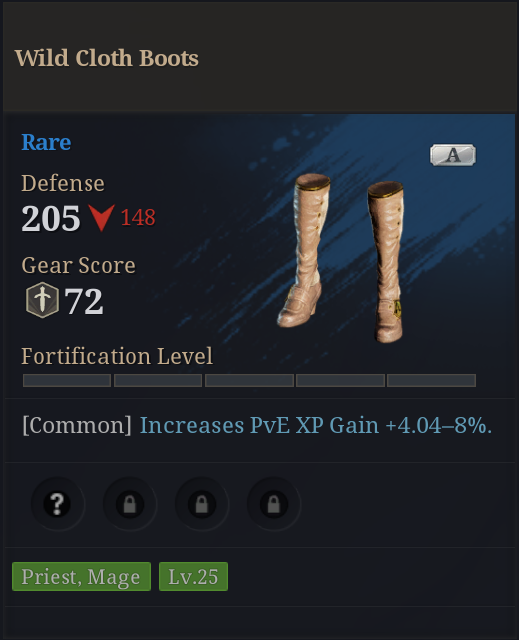 Wild Cloth Boots
Rare
A
Defense
205 148
Gear Score
72
Fortification Level
[Common] Increases PvE XP Gain +4.04–8%.
?
Priest, Mage Lv.25